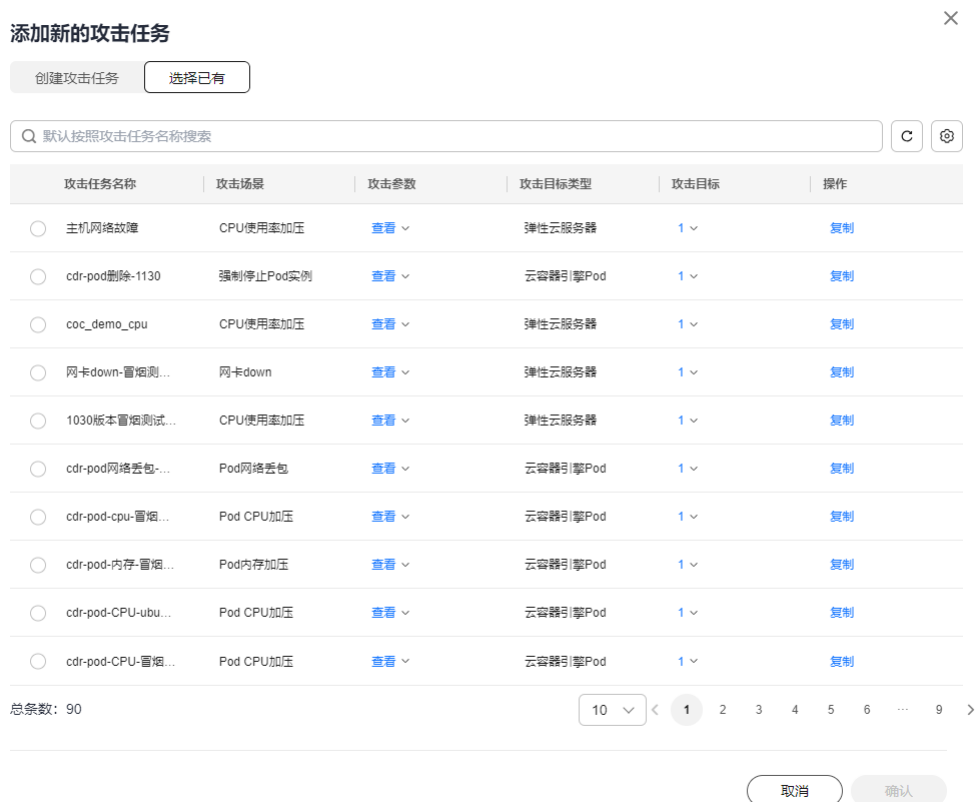 添加新的攻击任务
创建攻击任务 选择已有
默认按照攻击任务名称搜索
攻击任务名称 攻击场景 攻击参数 攻击目标类型 攻击目标 操作
主机网络故障 CPU使用率加压 查看 弹性云服务器 1 复制
cdr-pod删除-1130 强制停止Pod实例 查看 云容器引擎Pod 1 复制
coc_demo_cpu CPU使用率加压 查看 弹性云服务器 1 复制
网卡down-冒烟测... 网卡down 查看 弹性云服务器 1 复制
1030版本冒烟测试... CPU使用率加压 查看 弹性云服务器 1 复制
cdr-pod网络丢包-... Pod网络丢包 查看 云容器引擎Pod 1 复制
cdr-pod-cpu-冒烟... Pod CPU加压 查看 云容器引擎Pod 1 复制
cdr-pod-内存-冒烟... Pod内存加压 查看 云容器引擎Pod 1 复制
cdr-pod-CPU-ubu... Pod CPU加压 查看 云容器引擎Pod 1 复制
cdr-pod-CPU-冒烟... Pod CPU加压 查看 云容器引擎Pod 1 复制
总条数：90 10 1 2 3 4 5 6 ... 9
取消 确认